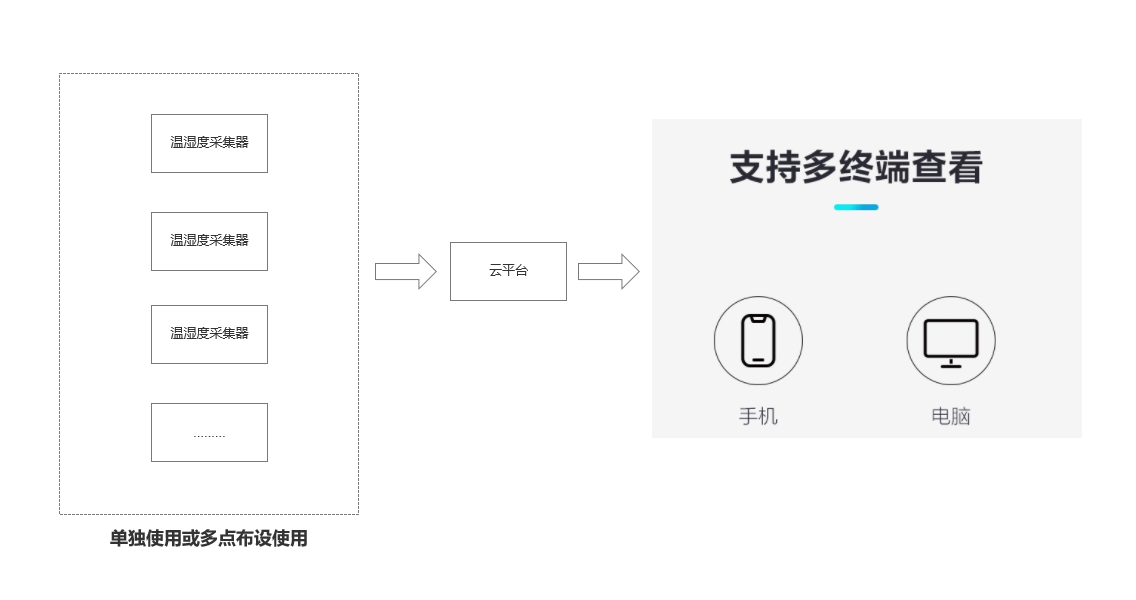 温湿度采集器
温湿度采集器
温湿度采集器
………
单独使用或多点布设使用
云平台
支持多终端查看
手机
电脑